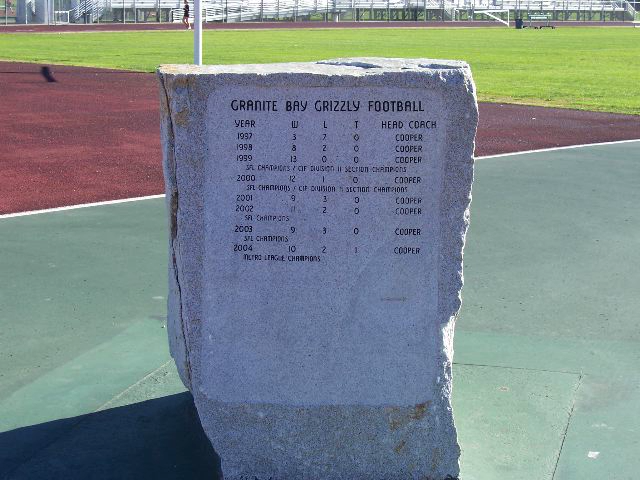 GRANITE BAY GRIZZLY FOOTBALL
YEAR W L T HEAD COACH
1997 3 7 0 COOPER
1998 8 2 0 COOPER
1999 13 0 0 COOPER
SFL CHAMPIONS / CIF DIVISION II SECTION CHAMPIONS
2000 12 1 0 COOPER
SFL CHAMPIONS / CIF DIVISION II SECTION CHAMPIONS
2001 9 3 0 COOPER
2002 11 2 0 COOPER
SFL CHAMPIONS
2003 9 3 0 COOPER
SFL CHAMPIONS
2004 10 2 1 COOPER
METRO LEAGUE CHAMPIONS